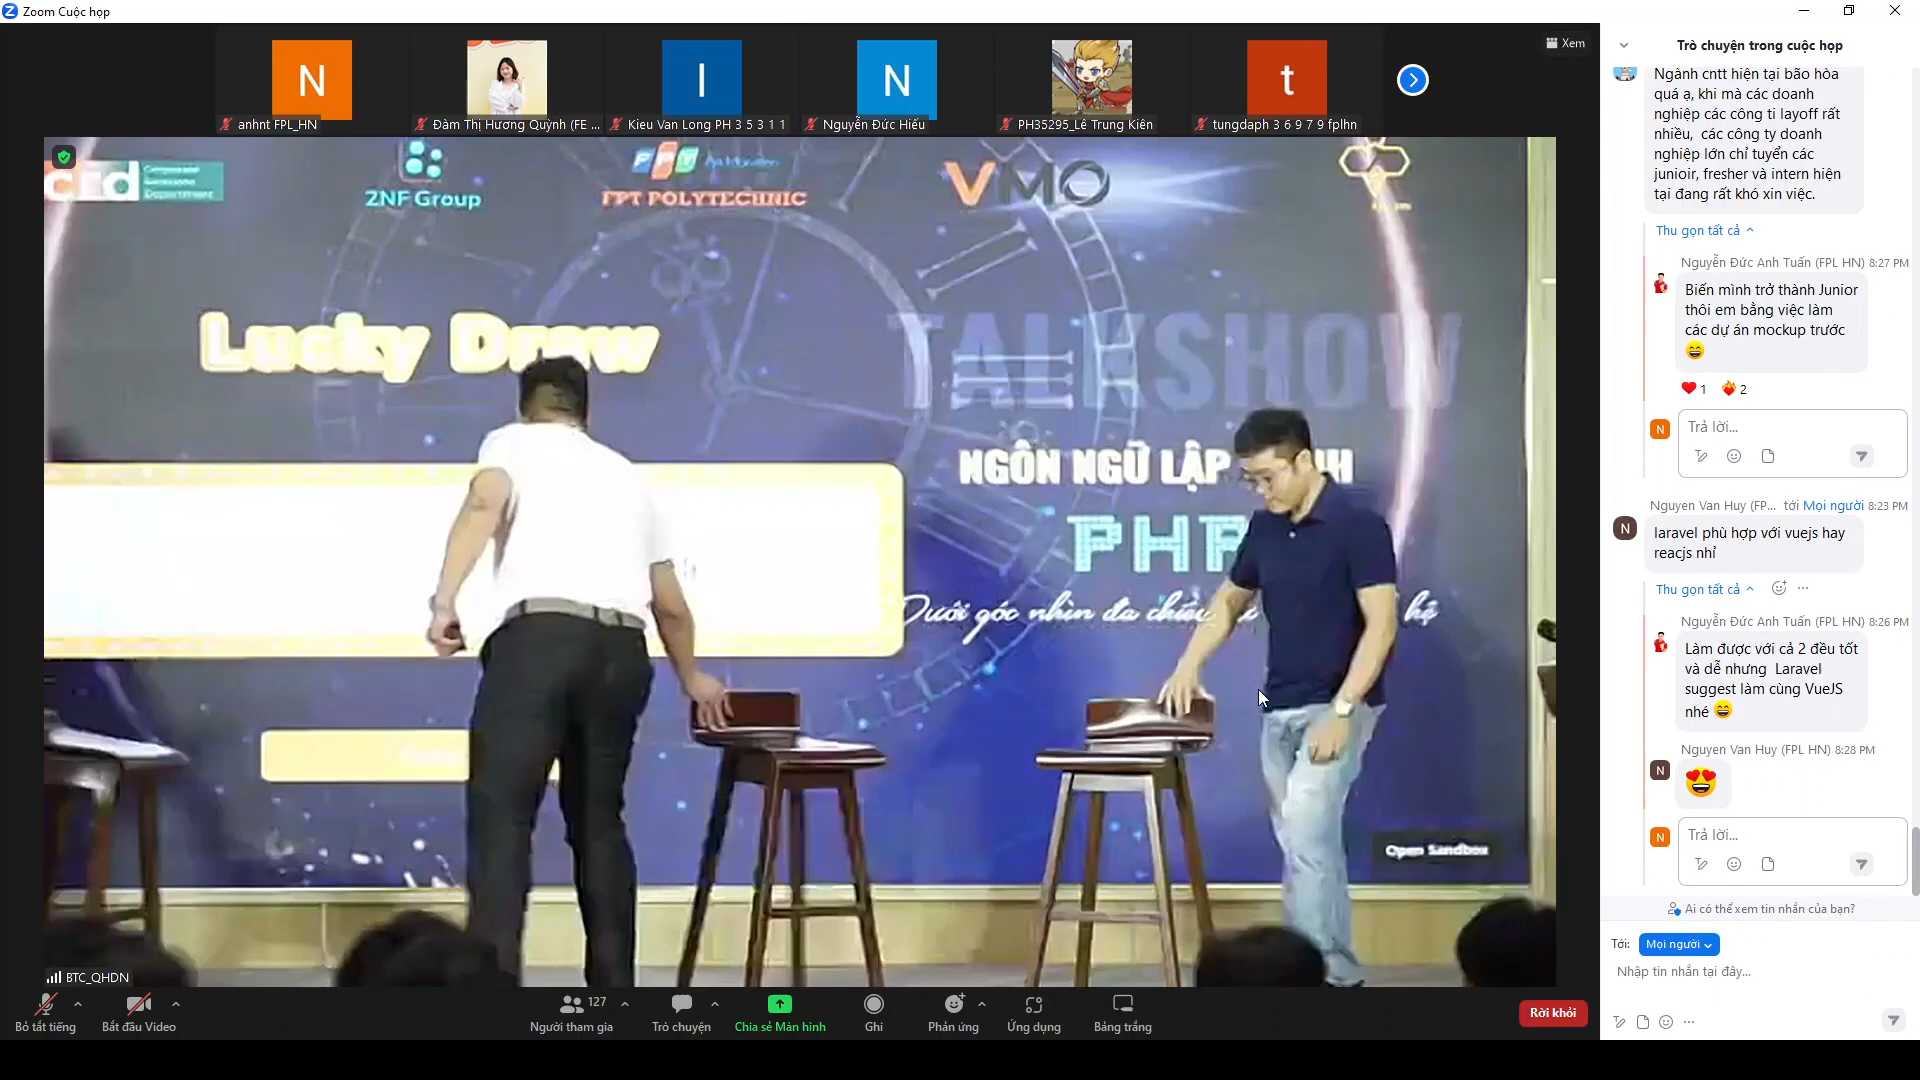 Zoom Cuộc họp
Xem
N
I
N
t
anhnt FPL_HN
Đàm Thị Hương Quỳnh (FE ...
Kieu Van Long PH 3 5 3 1 1
Nguyễn Đức Hiếu
PH35295_Lê Trung Kiên
tungdaph 3 6 9 7 9 fplhn
ZNF Group
FPT Education
FPT POLYTECHNIC
VMO
Lucky Draw
TALKSHOW
NGÔN NGỮ LẬP
PHP
Dưới góc nhìn đa chiều
hệ
Open Sandbox
BTC_QHDN
Bỏ tắt tiếng
Bắt đầu Video
127
Người tham gia
Trò chuyện
Chia sẻ Màn hình
Ghi
Phản ứng
Ứng dụng
Bảng trắng
Rời khỏi
Trò chuyện trong cuộc họp
Ngành cntt hiện tại bão hòa
quá ạ, khi mà các doanh
nghiệp các công ti layoff rất
nhiều, các công ty doanh
nghiệp lớn chỉ tuyển các
junioir, fresher và intern hiện
tại đang rất khó xin việc.
Thu gọn tất cả
Nguyễn Đức Anh Tuấn (FPL HN) 8:27 PM
Biến mình trở thành Junior
thôi em bằng việc làm
các dự án mockup trước
😄
❤️ 1 ❤️‍🔥 2
N
Trả lời...
Nguyen Van Huy (FP... tới Mọi người 8:23 PM
N
laravel phù hợp với vuejs hay
reacjs nhỉ
Thu gọn tất cả
Nguyễn Đức Anh Tuấn (FPL HN) 8:26 PM
Làm được với cả 2 đều tốt
và dễ nhưng Laravel
suggest làm cùng VueJS
nhé 😄
Nguyen Van Huy (FPL HN) 8:28 PM
N
😍
N
Trả lời...
Ai có thể xem tin nhắn của bạn?
Tới: Mọi người
Nhập tin nhắn tại đây...